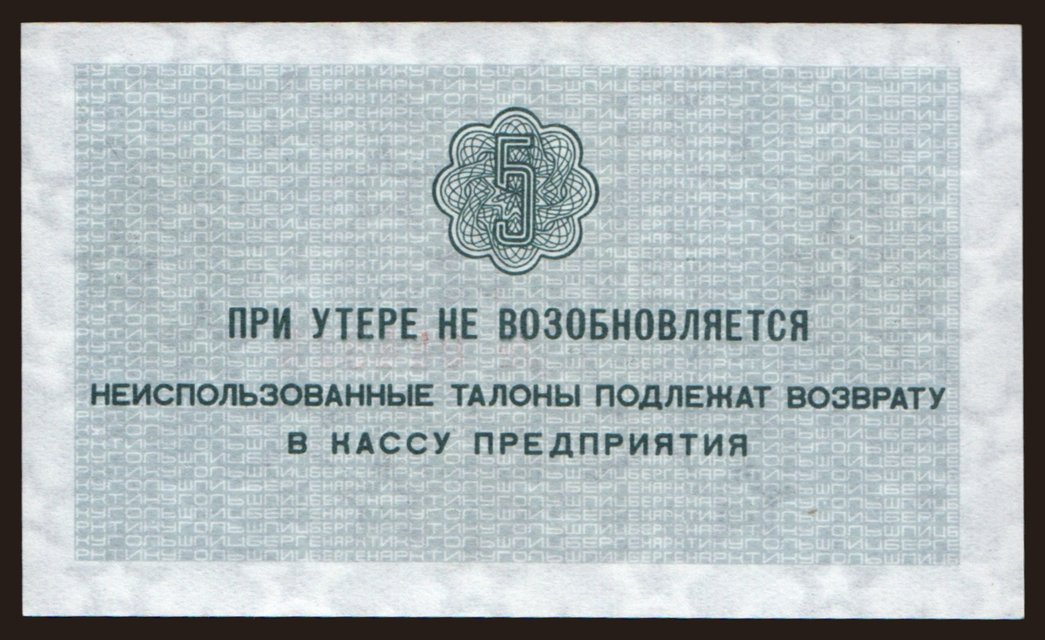 5
ПРИ УТЕРЕ НЕ ВОЗОБНОВЛЯЕТСЯ
НЕИСПОЛЬЗОВАННЫЕ ТАЛОНЫ ПОДЛЕЖАТ ВОЗВРАТУ
В КАССУ ПРЕДПРИЯТИЯ